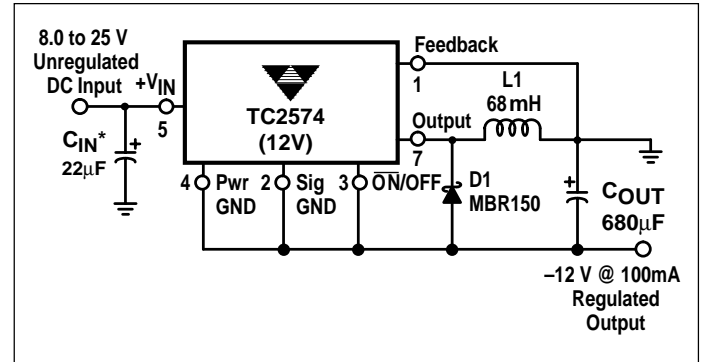 8.0 to 25 V
Unregulated
DC Input
+VIN
5
CIN*
22μF
TC2574
(12V)
Feedback
1
Output
7
L1
68 mH
4 Pwr
GND
2 Sig
GND
3 O̅N̅/OFF
D1
MBR150
COUT
680μF
–12 V @ 100mA
Regulated
Output